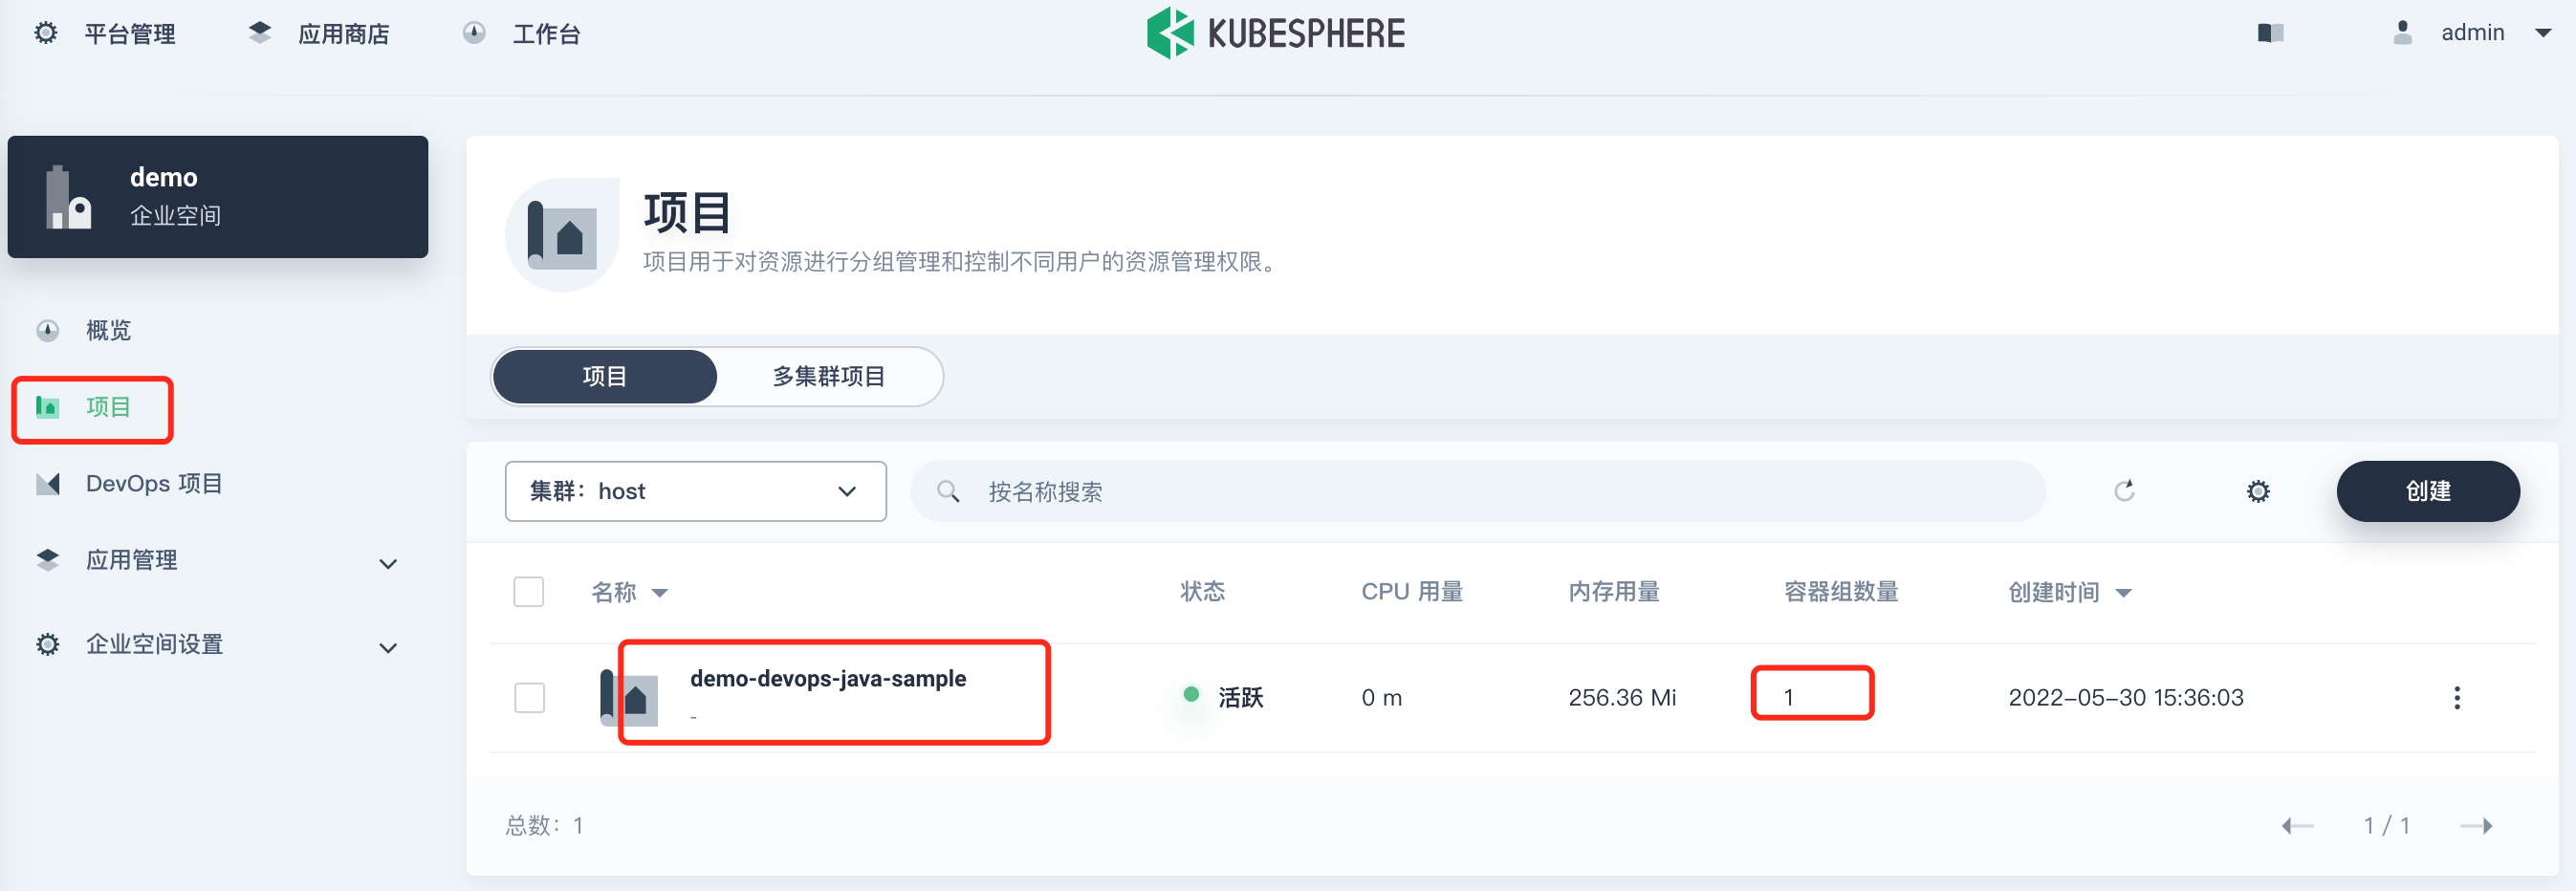 平台管理 应用商店 工作台 KUBESPHERE admin
demo
企业空间
概览
项目
DevOps 项目
应用管理
企业空间设置
项目
项目用于对资源进行分组管理和控制不同用户的资源管理权限。
项目 多集群项目
集群：host 按名称搜索 创建
名称 状态 CPU 用量 内存用量 容器组数量 创建时间
demo-devops-java-sample
-
活跃 0 m 256.36 Mi 1 2022-05-30 15:36:03
总数：1 1 / 1